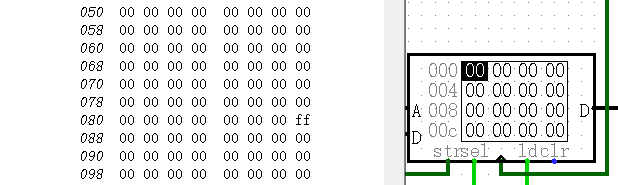 050 00 00 00 00 00 00 00 00
058 00 00 00 00 00 00 00 00
060 00 00 00 00 00 00 00 00
068 00 00 00 00 00 00 00 00
070 00 00 00 00 00 00 00 00
078 00 00 00 00 00 00 00 00
080 00 00 00 00 00 00 00 ff
088 00 00 00 00 00 00 00 00
090 00 00 00 00 00 00 00 00
098 00 00 00 00 00 00 00 00
000 00 00 00 00
004 00 00 00 00
A 008 00 00 00 00 D
D 00c 00 00 00 00
str sel ld clr